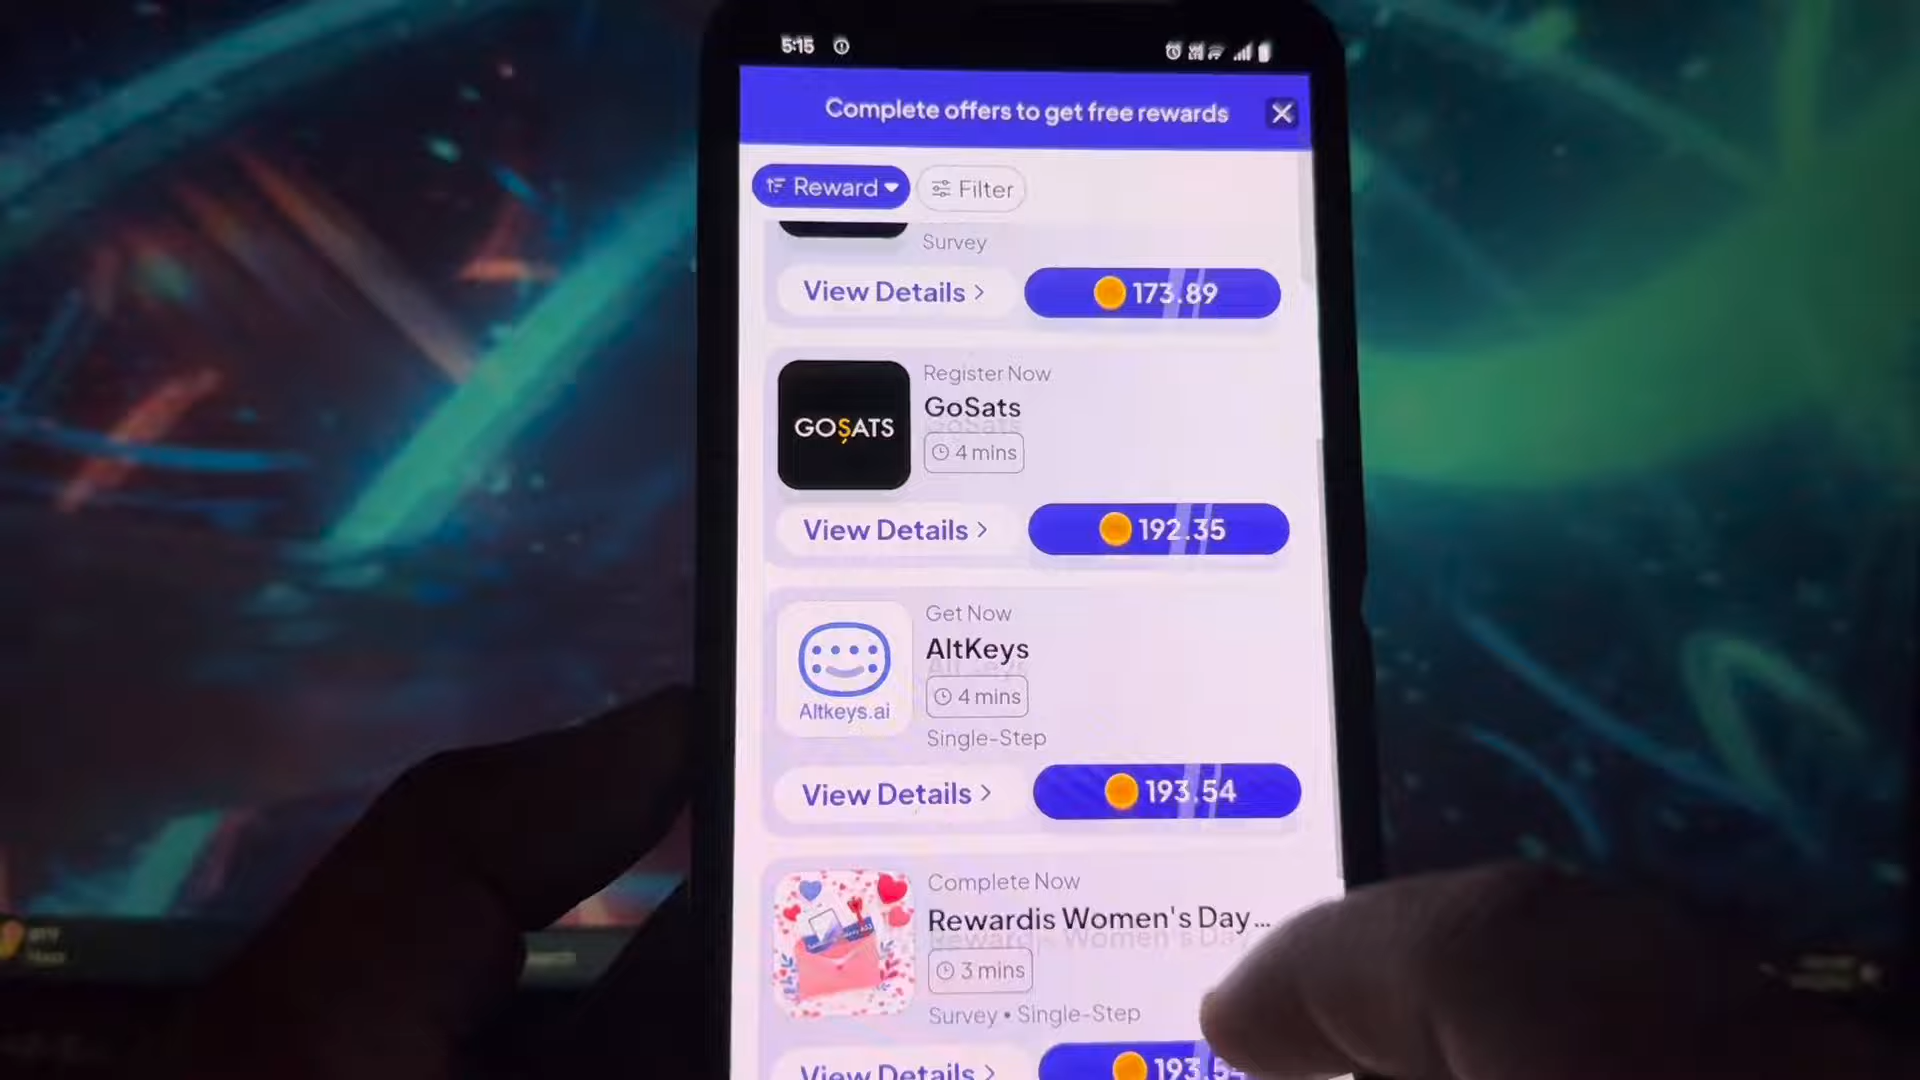 5:15
Complete offers to get free rewards
Reward
Filter
Survey
View Details >
173.89
Register Now
GoSats
GOSATS
4 mins
View Details >
192.35
Get Now
AltKeys
Altkeys.ai
4 mins
Single-Step
View Details >
193.54
Complete Now
Rewardis Women's Day...
3 mins
Survey • Single-Step
View Details >
193.54